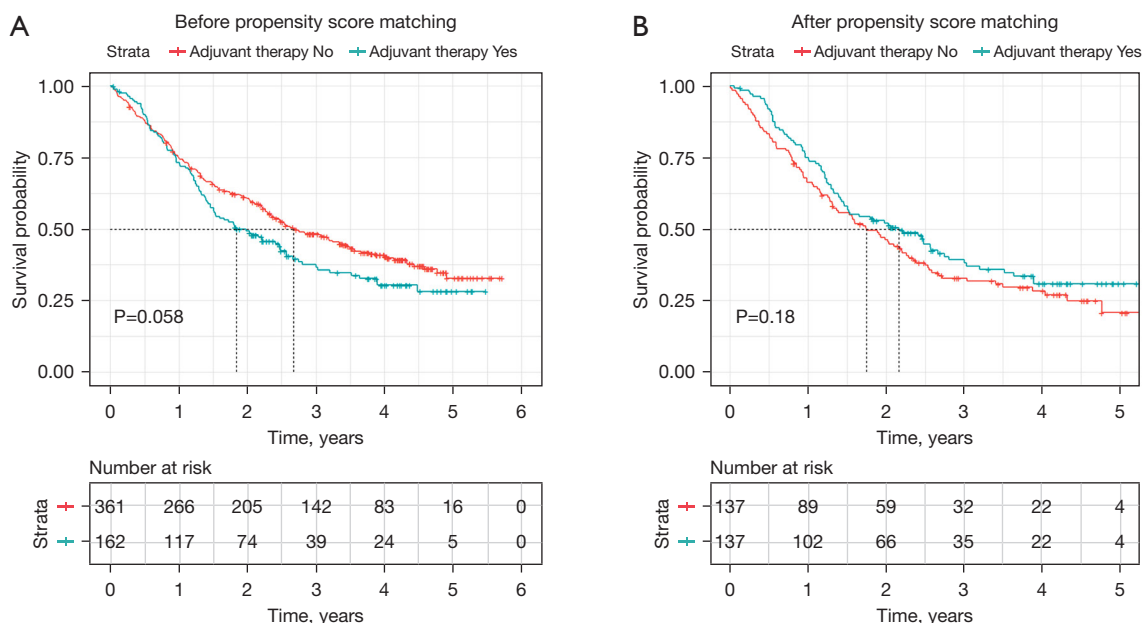 A
Before propensity score matching
Strata Adjuvant therapy No Adjuvant therapy Yes
Survival probability
1.00
0.75
0.50
0.25
0.00
P=0.058
0 1 2 3 4 5 6
Time, years
Number at risk
Strata
361 266 205 142 83 16 0
162 117 74 39 24 5 0
0 1 2 3 4 5 6
Time, years
B
After propensity score matching
Strata Adjuvant therapy No Adjuvant therapy Yes
Survival probability
1.00
0.75
0.50
0.25
0.00
P=0.18
0 1 2 3 4 5
Time, years
Number at risk
Strata
137 89 59 32 22 4
137 102 66 35 22 4
0 1 2 3 4 5
Time, years